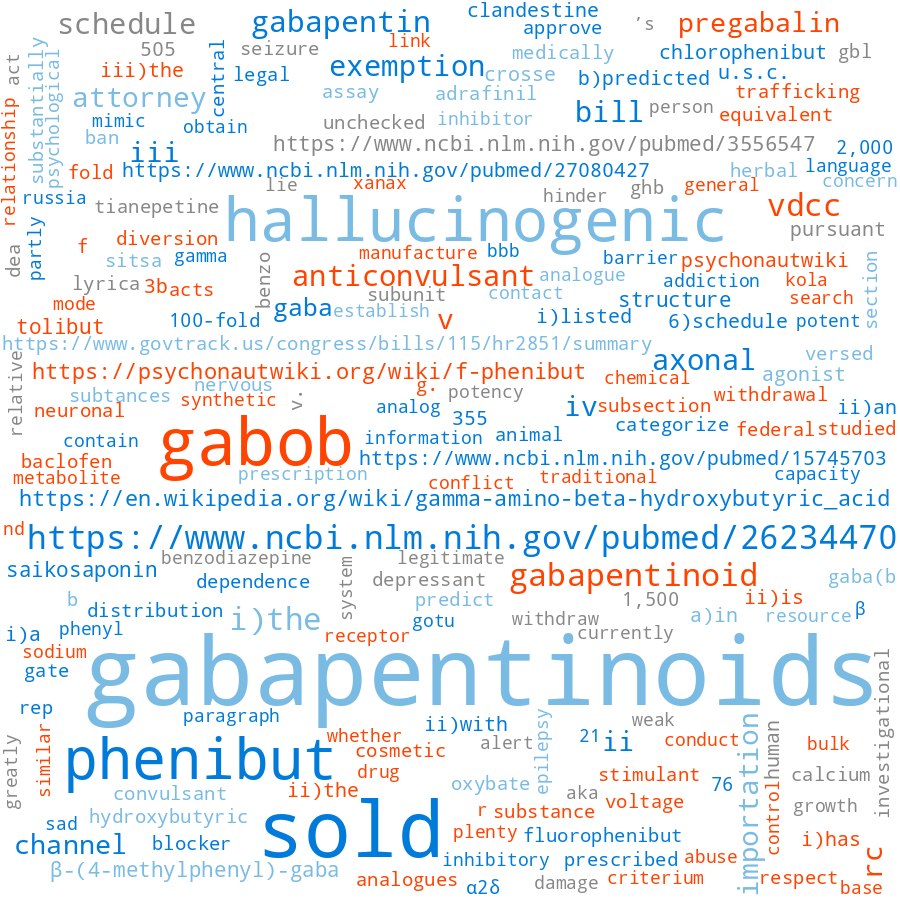 clandestine
schedule
gabapentin
approve
's
pregabalin
505
seizure
link
medically
chlorophenibut
gbl
act
iii)the
central
legal
exemption
crosse
b)predicted
u.s.c.
substantially
psychological
attorney
assay
adrafinil
bill
person
trafficking
equivalent
mimic
obtain
unchecked
inhibitor
ban
iii
https://www.ncbi.nlm.nih.gov/pubmed/3556547
2,000
relationship
fold
https://www.ncbi.nlm.nih.gov/pubmed/27080427
herbal
language
concern
russia
lie
xanax
hinder
ghb
general
tianepetine
hallucinogenic
vdcc
pursuant
partly
f
diversion
dea
sitsa
gamma
manufacture
bbb
barrier
psychonautwiki
section
lyrica
3b
acts
benzo
anticonvulsant
analogue
addiction
kola
mode
gaba
subunit
contact
structure
search
tolibut
100-fold
establish
v
i)listed
6)schedule
potent
https://www.govtrack.us/congress/bills/115/hr2851/summary
versed
relative
https://psychonautwiki.org/wiki/f-phenibut
axonal
agonist
substances
nervous
g.
potency
chemical
withdrawal
neuronal
synthetic
v.
analog
355
iv
subsection
ii)an
contain
gabob
information
animal
categorize
federal
studied
baclofen
https://www.ncbi.nlm.nih.gov/pubmed/15745703
metabolite
prescription
conflict
traditional
capacity
https://en.wikipedia.org/wiki/gamma-amino-beta-hydroxybutyric_acid
nd
https://www.ncbi.nlm.nih.gov/pubmed/26234470
benzodiazepine
legitimate
saikosaponin
dependence
system
depressant
gabapentinoid
gaba(b
b
distribution
i)the
predict
1,500
ii)is
i)a
phenyl
gotu
withdraw
a)in
resource
β
sodium
receptor
currently
gate
gabapentinoids
rep
paragraph
ii)with
weak
investigational
whether
epilepsy
21
ii
conduct
importation
human
bulk
greatly
similar
phenibut
cosmetic
alert
drug
stimulant
calcium
convulsant
ii)the
oxybate
aka
76
control
growth
sad
hydroxybutyric
sold
r
substance
voltage
channel
blocker
plenty
fluorophenibut
i)has
rc
β-(4-methylphenyl)-gaba
inhibitory
prescribed
abuse
analogues
α2δ
damage
criterium
respect
base